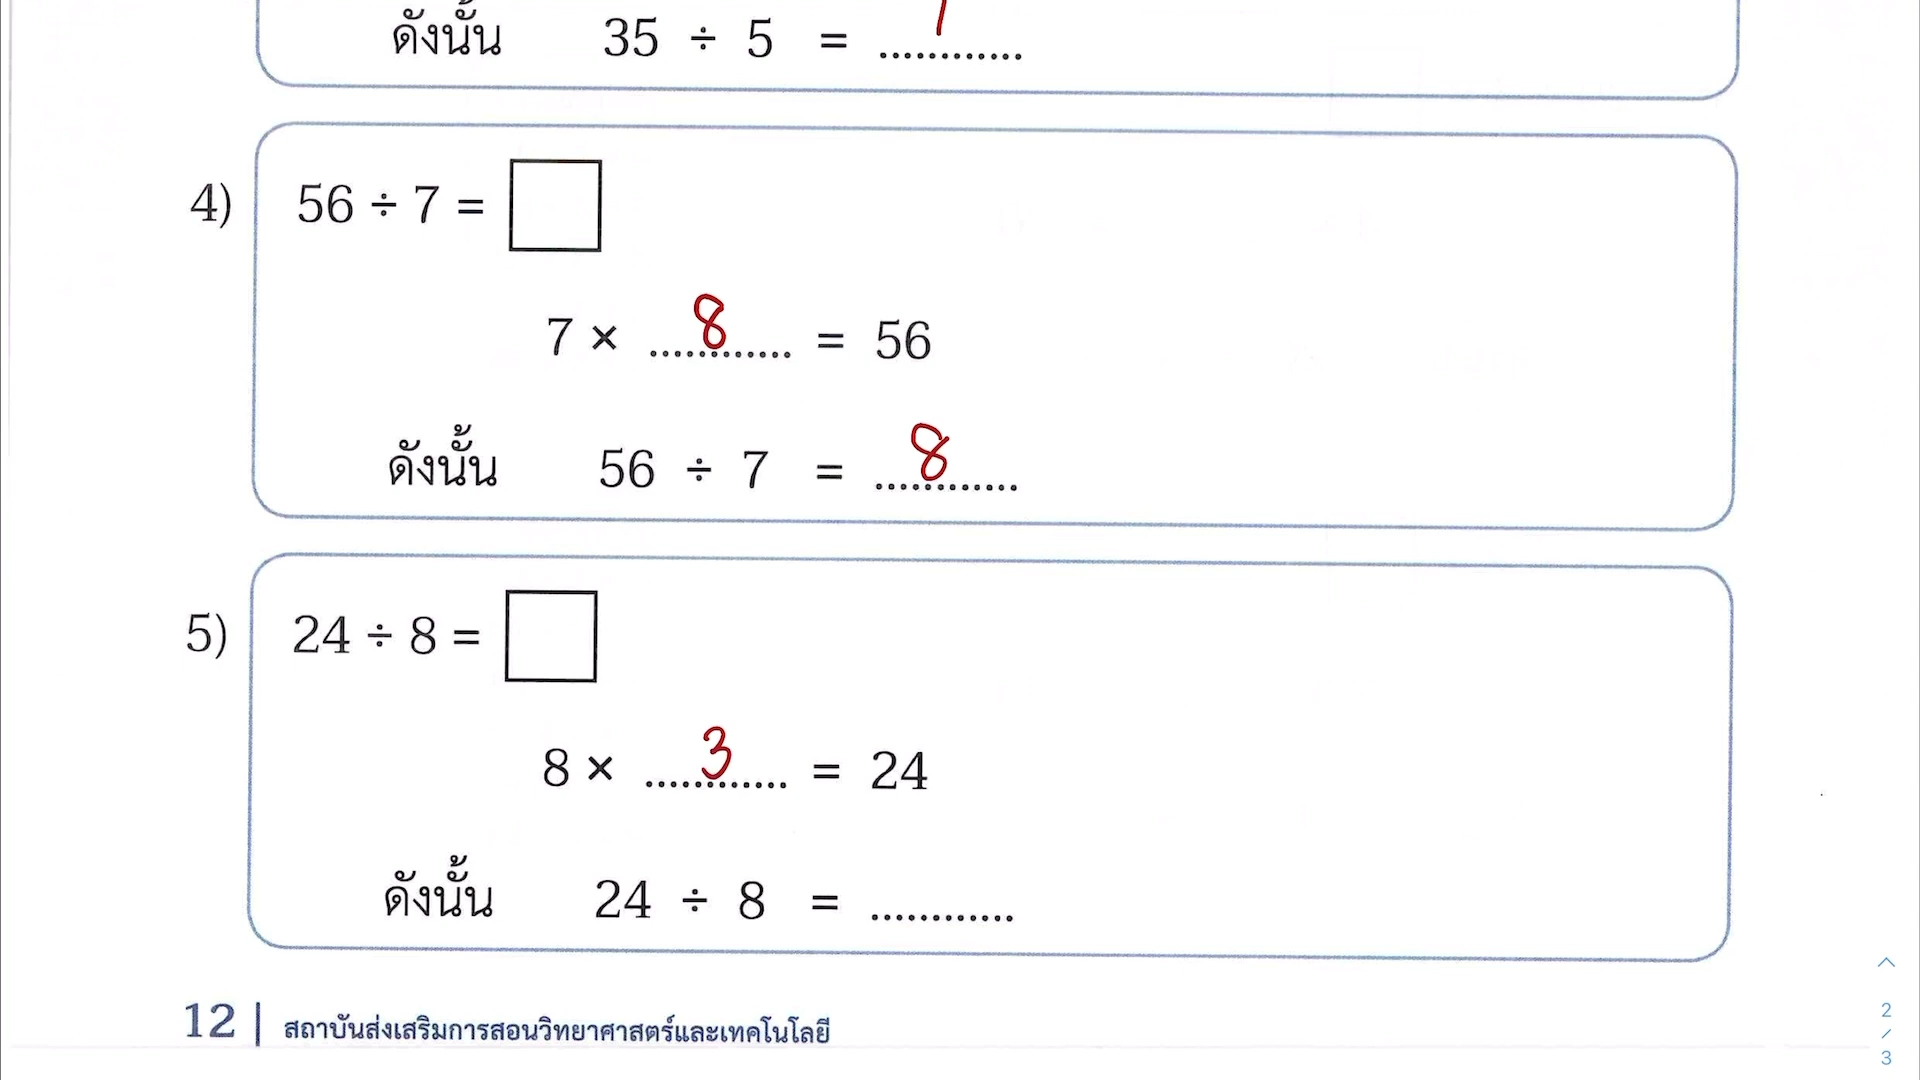 ดังนั้น 35 ÷ 5 = ............
4) 56 ÷ 7 =
7 × 8 = 56
ดังนั้น 56 ÷ 7 = 8
5) 24 ÷ 8 =
8 × 3 = 24
ดังนั้น 24 ÷ 8 = ............
12 | สถาบันส่งเสริมการสอนวิทยาศาสตร์และเทคโนโลยี
2
/
3